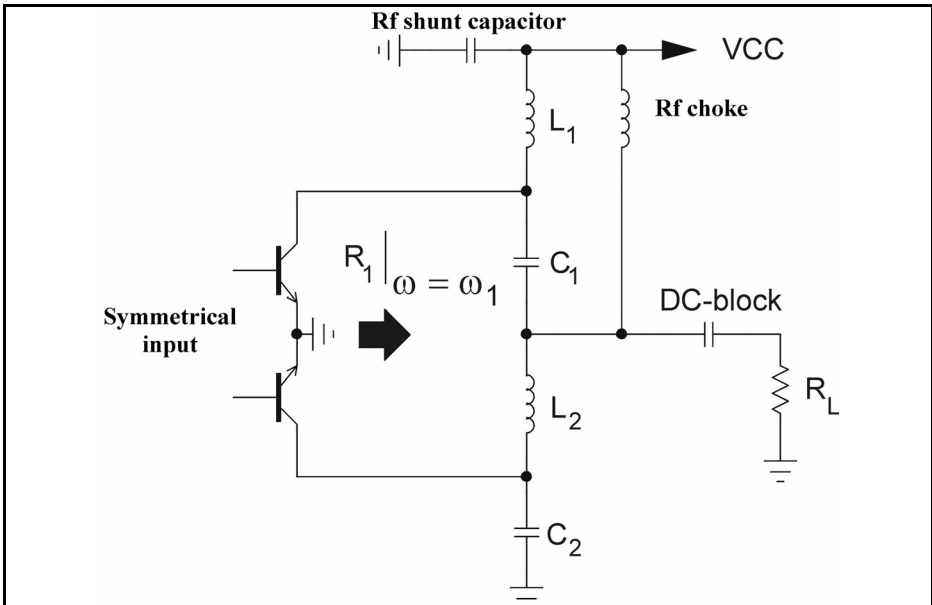 Rf shunt capacitor
VCC
Rf choke
L1
R1| ω = ω1
C1
DC-block
Symmetrical
input
L2
RL
C2